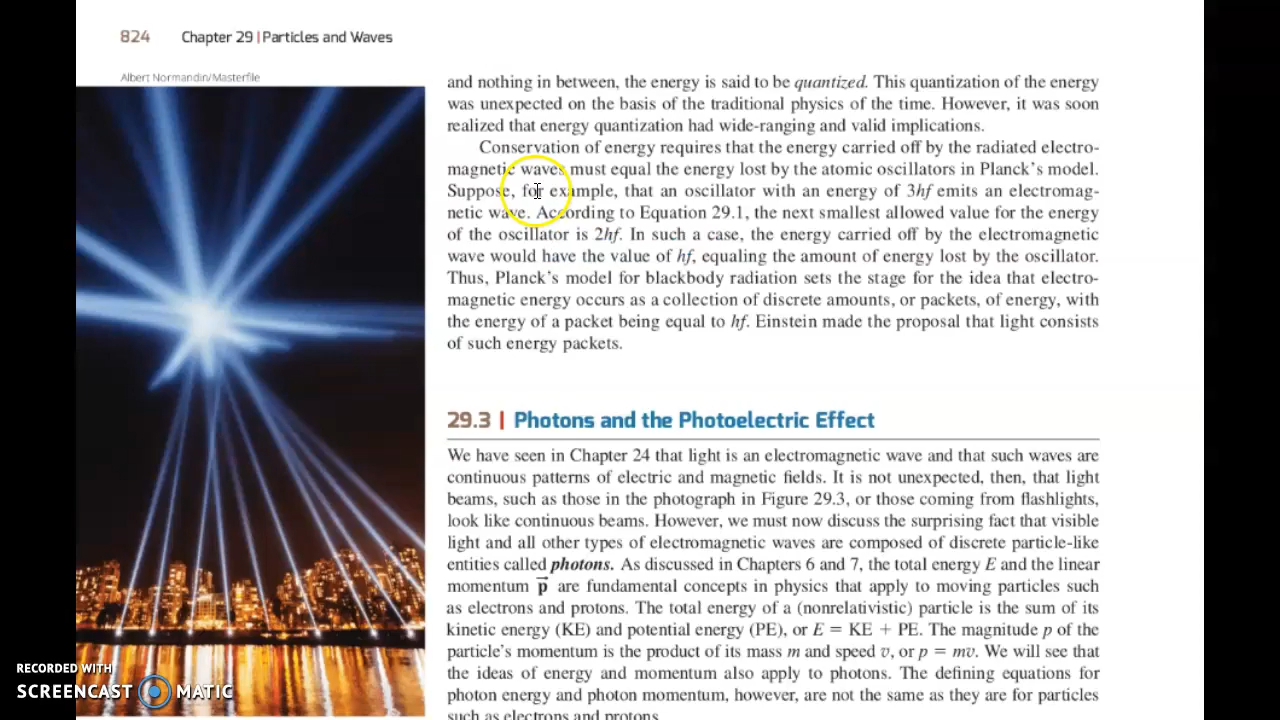 824 Chapter 29 | Particles and Waves
Albert Normandin/Masterfile
and nothing in between, the energy is said to be quantized. This quantization of the energy
was unexpected on the basis of the traditional physics of the time. However, it was soon
realized that energy quantization had wide-ranging and valid implications.
Conservation of energy requires that the energy carried off by the radiated electro-
magnetic waves must equal the energy lost by the atomic oscillators in Planck's model.
Suppose, for example, that an oscillator with an energy of 3hf emits an electromag-
netic wave. According to Equation 29.1, the next smallest allowed value for the energy
of the oscillator is 2hf. In such a case, the energy carried off by the electromagnetic
wave would have the value of hf, equaling the amount of energy lost by the oscillator.
Thus, Planck's model for blackbody radiation sets the stage for the idea that electro-
magnetic energy occurs as a collection of discrete amounts, or packets, of energy, with
the energy of a packet being equal to hf. Einstein made the proposal that light consists
of such energy packets.
29.3 | Photons and the Photoelectric Effect
We have seen in Chapter 24 that light is an electromagnetic wave and that such waves are
continuous patterns of electric and magnetic fields. It is not unexpected, then, that light
beams, such as those in the photograph in Figure 29.3, or those coming from flashlights,
look like continuous beams. However, we must now discuss the surprising fact that visible
light and all other types of electromagnetic waves are composed of discrete particle-like
entities called photons. As discussed in Chapters 6 and 7, the total energy E and the linear
momentum p⃗ are fundamental concepts in physics that apply to moving particles such
as electrons and protons. The total energy of a (nonrelativistic) particle is the sum of its
kinetic energy (KE) and potential energy (PE), or E = KE + PE. The magnitude p of the
particle's momentum is the product of its mass m and speed v, or p = mv. We will see that
the ideas of energy and momentum also apply to photons. The defining equations for
photon energy and photon momentum, however, are not the same as they are for particles
such as electrons and protons.
RECORDED WITH
SCREENCAST MATIC